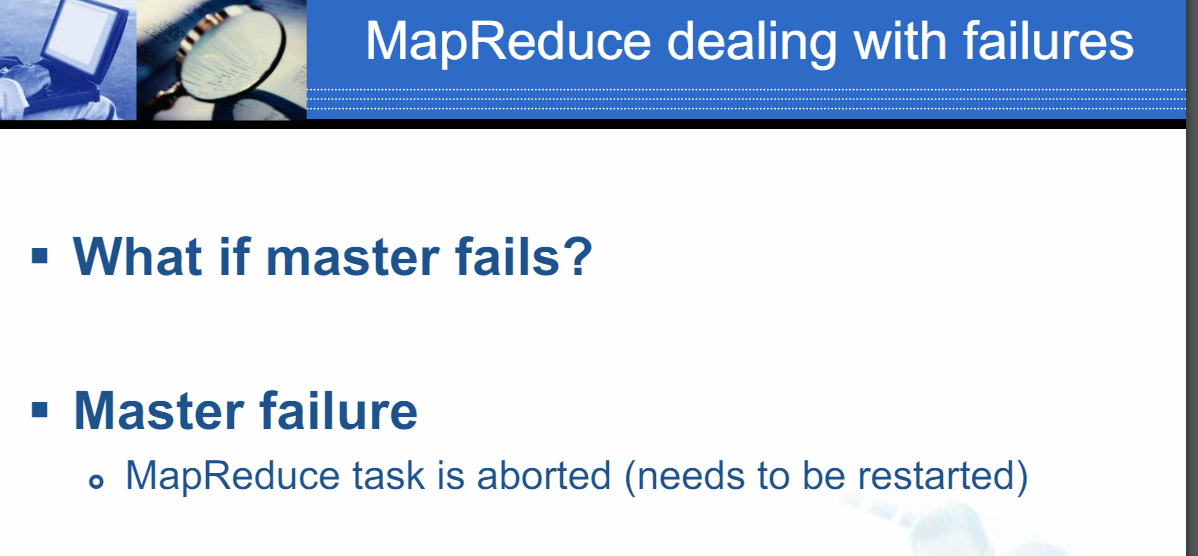 MapReduce dealing with failures
▪ What if master fails?
▪ Master failure
o MapReduce task is aborted (needs to be restarted)